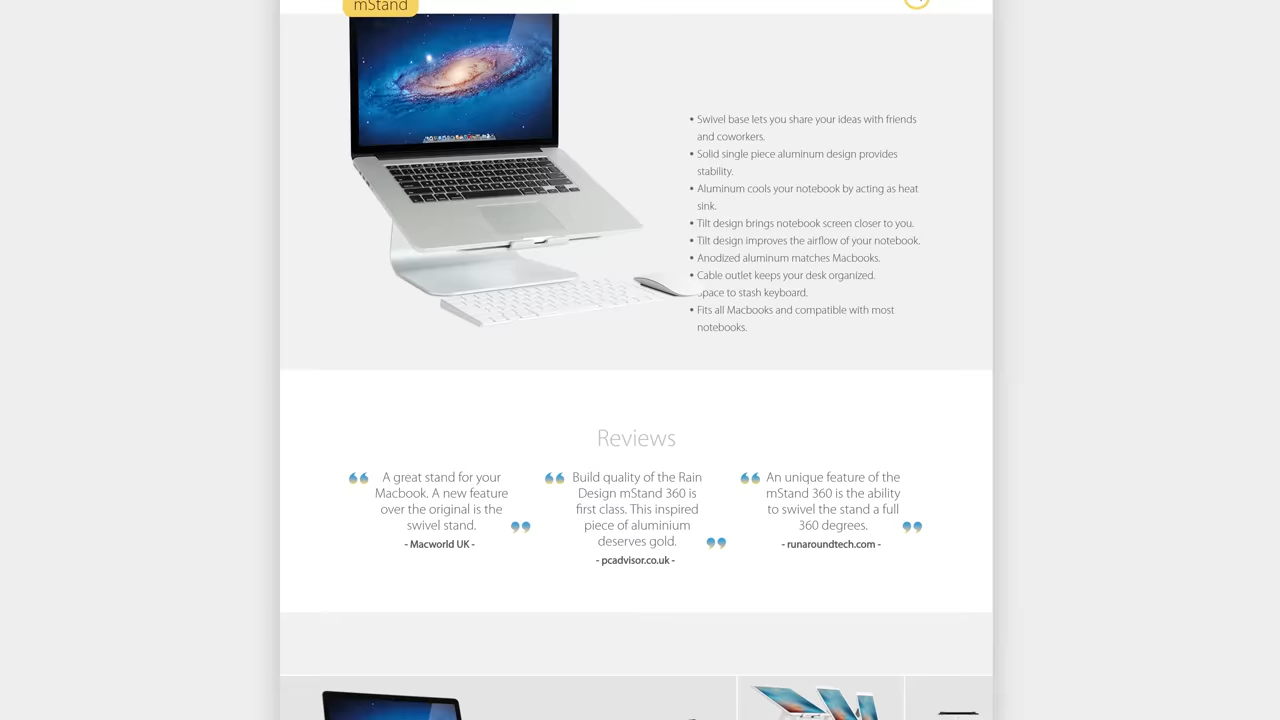 mStand
• Swivel base lets you share your ideas with friends
and coworkers.
• Solid single piece aluminum design provides
stability.
• Aluminum cools your notebook by acting as heat
sink.
• Tilt design brings notebook screen closer to you.
• Tilt design improves the airflow of your notebook.
• Anodized aluminum matches Macbooks.
• Cable outlet keeps your desk organized.
space to stash keyboard.
• Fits all Macbooks and compatible with most
notebooks.
Reviews
“ A great stand for your
Macbook. A new feature
over the original is the
swivel stand. ”
- Macworld UK -
“ Build quality of the Rain
Design mStand 360 is
first class. This inspired
piece of aluminium
deserves gold. ”
- pcadvisor.co.uk -
“ An unique feature of the
mStand 360 is the ability
to swivel the stand a full
360 degrees. ”
- runaroundtech.com -